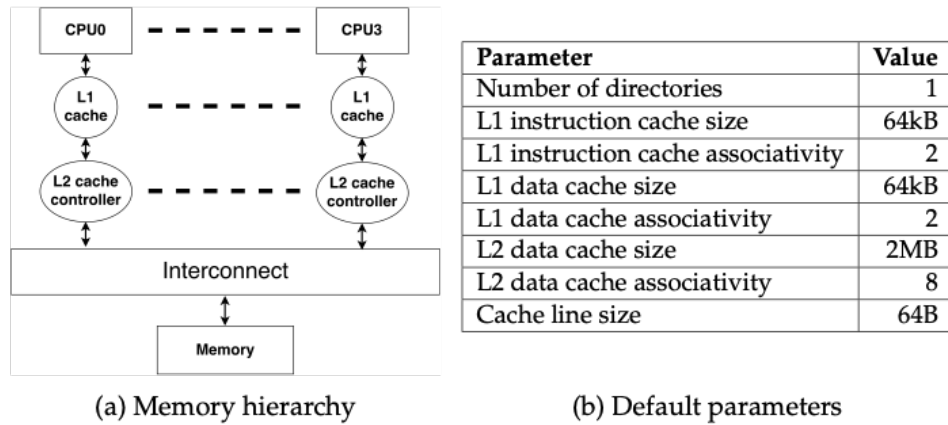 CPU0
CPU3
L1
cache
L1
cache
L2 cache
controller
L2 cache
controller
Interconnect
Memory
(a) Memory hierarchy
Parameter Value
Number of directories 1
L1 instruction cache size 64kB
L1 instruction cache associativity 2
L1 data cache size 64kB
L1 data cache associativity 2
L2 data cache size 2MB
L2 data cache associativity 8
Cache line size 64B
(b) Default parameters